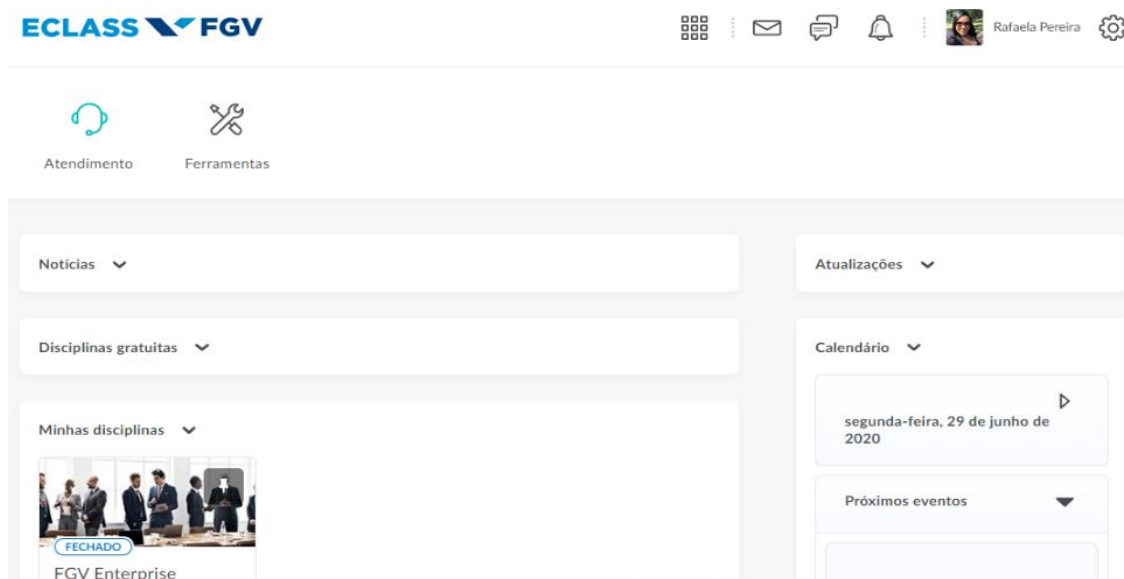 ECLASS FGV
Rafaela Pereira
Atendimento
Ferramentas
Notícias
Atualizações
Disciplinas gratuitas
Calendário
segunda-feira, 29 de junho de
2020
Minhas disciplinas
Próximos eventos
FECHADO
FGV Enterprise